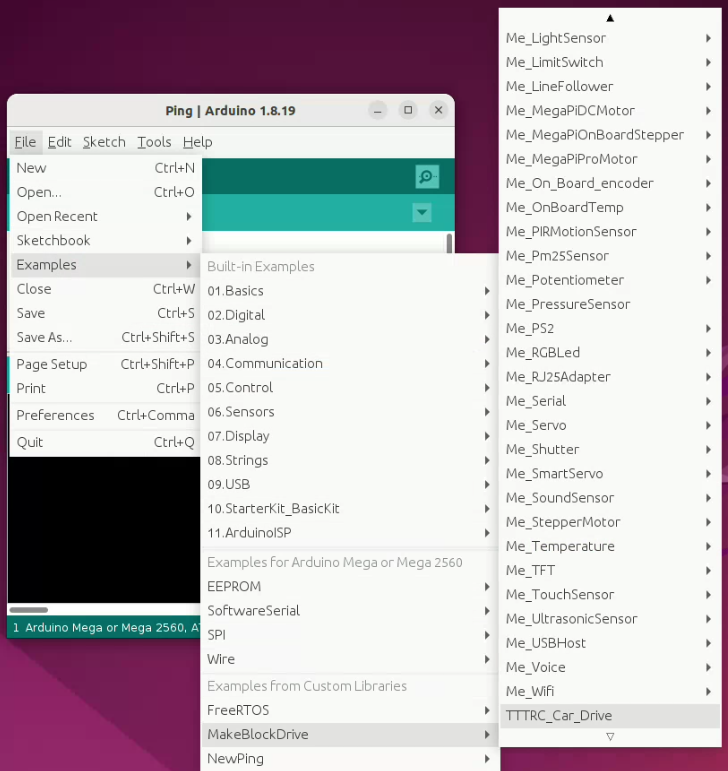 Ping | Arduino 1.8.19
File Edit Sketch Tools Help
New Ctrl+N
Open... Ctrl+O
Open Recent
Sketchbook
Examples
Close Ctrl+W
Save Ctrl+S
Save As... Ctrl+Shift+S
Page Setup Ctrl+Shift+P
Print Ctrl+P
Preferences Ctrl+Comma
Quit Ctrl+Q
1 Arduino Mega or Mega 2560, AT
Built-in Examples
01.Basics
02.Digital
03.Analog
04.Communication
05.Control
06.Sensors
07.Display
08.Strings
09.USB
10.StarterKit_BasicKit
11.ArduinoISP
Examples for Arduino Mega or Mega 2560
EEPROM
SoftwareSerial
SPI
Wire
Examples from Custom Libraries
FreeRTOS
MakeBlockDrive
NewPing
Me_LightSensor
Me_LimitSwitch
Me_LineFollower
Me_MegaPiDCMotor
Me_MegaPiOnBoardStepper
Me_MegaPiProMotor
Me_On_Board_encoder
Me_OnBoardTemp
Me_PIRMotionSensor
Me_Pm25Sensor
Me_Potentiometer
Me_PressureSensor
Me_PS2
Me_RGBLed
Me_RJ25Adapter
Me_Serial
Me_Servo
Me_Shutter
Me_SmartServo
Me_SoundSensor
Me_StepperMotor
Me_Temperature
Me_TFT
Me_TouchSensor
Me_UltrasonicSensor
Me_USBHost
Me_Voice
Me_Wifi
TTTRC_Car_Drive